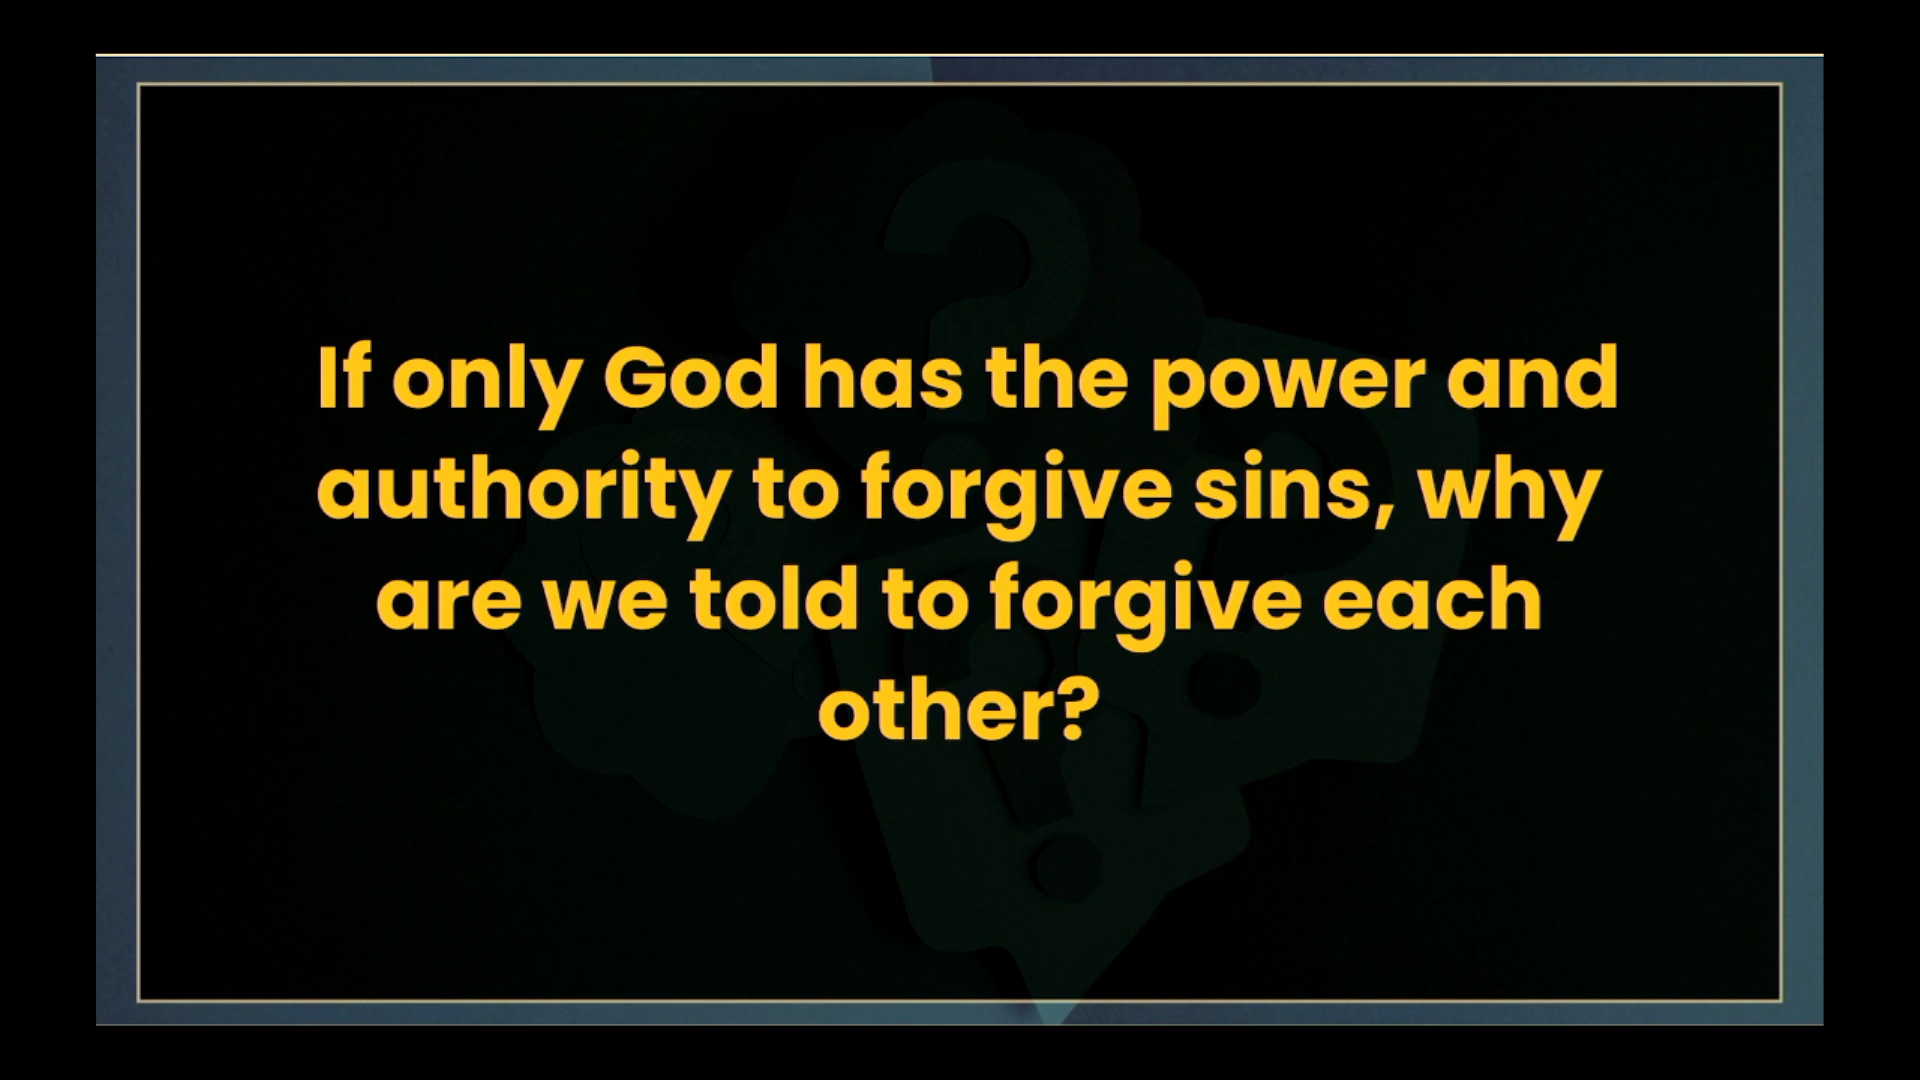 If only God has the power and
authority to forgive sins, why
are we told to forgive each
other?